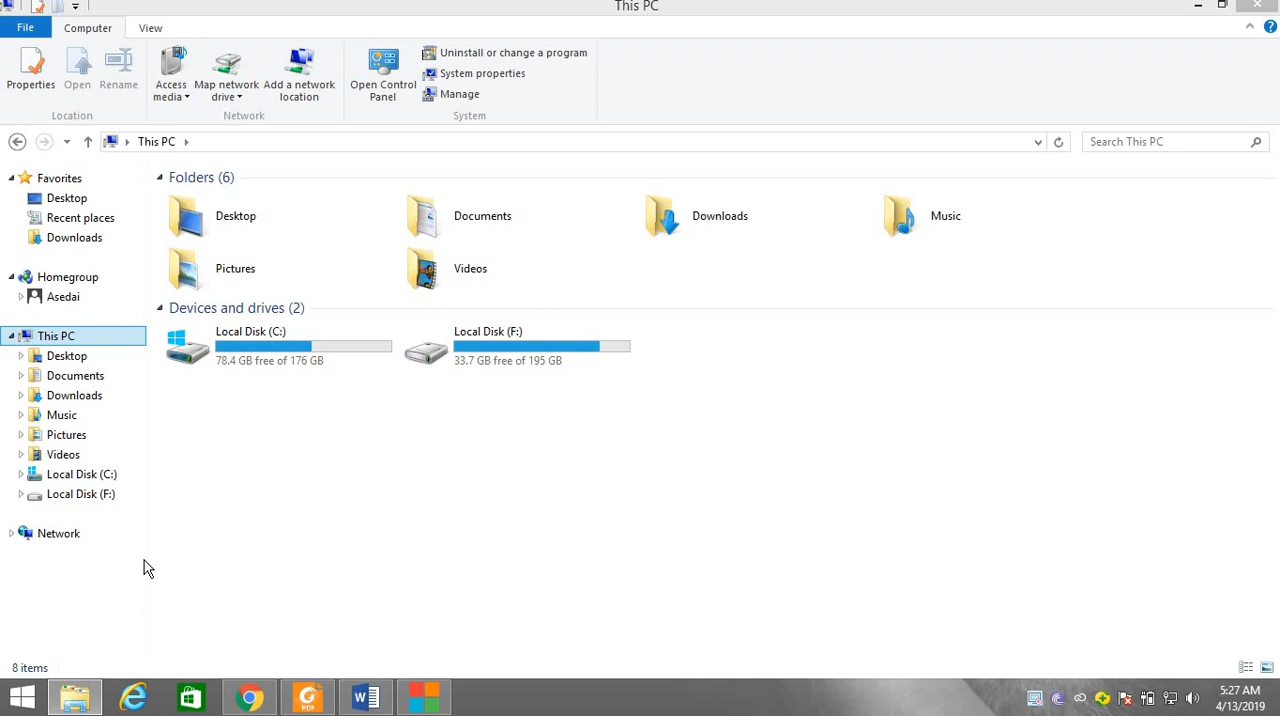 This PC
File Computer View
Properties Open Rename Access media Map network drive Add a network location Open Control Panel Uninstall or change a program
System properties
Manage
Location Network System
This PC Search This PC
Favorites
Desktop
Recent places
Downloads
Homegroup
Asedai
This PC
Desktop
Documents
Downloads
Music
Pictures
Videos
Local Disk (C:)
Local Disk (F:)
Network
Folders (6)
Desktop Documents Downloads Music
Pictures Videos
Devices and drives (2)
Local Disk (C:) Local Disk (F:)
78.4 GB free of 176 GB 33.7 GB free of 195 GB
8 items
PDF
5:27 AM
4/13/2019